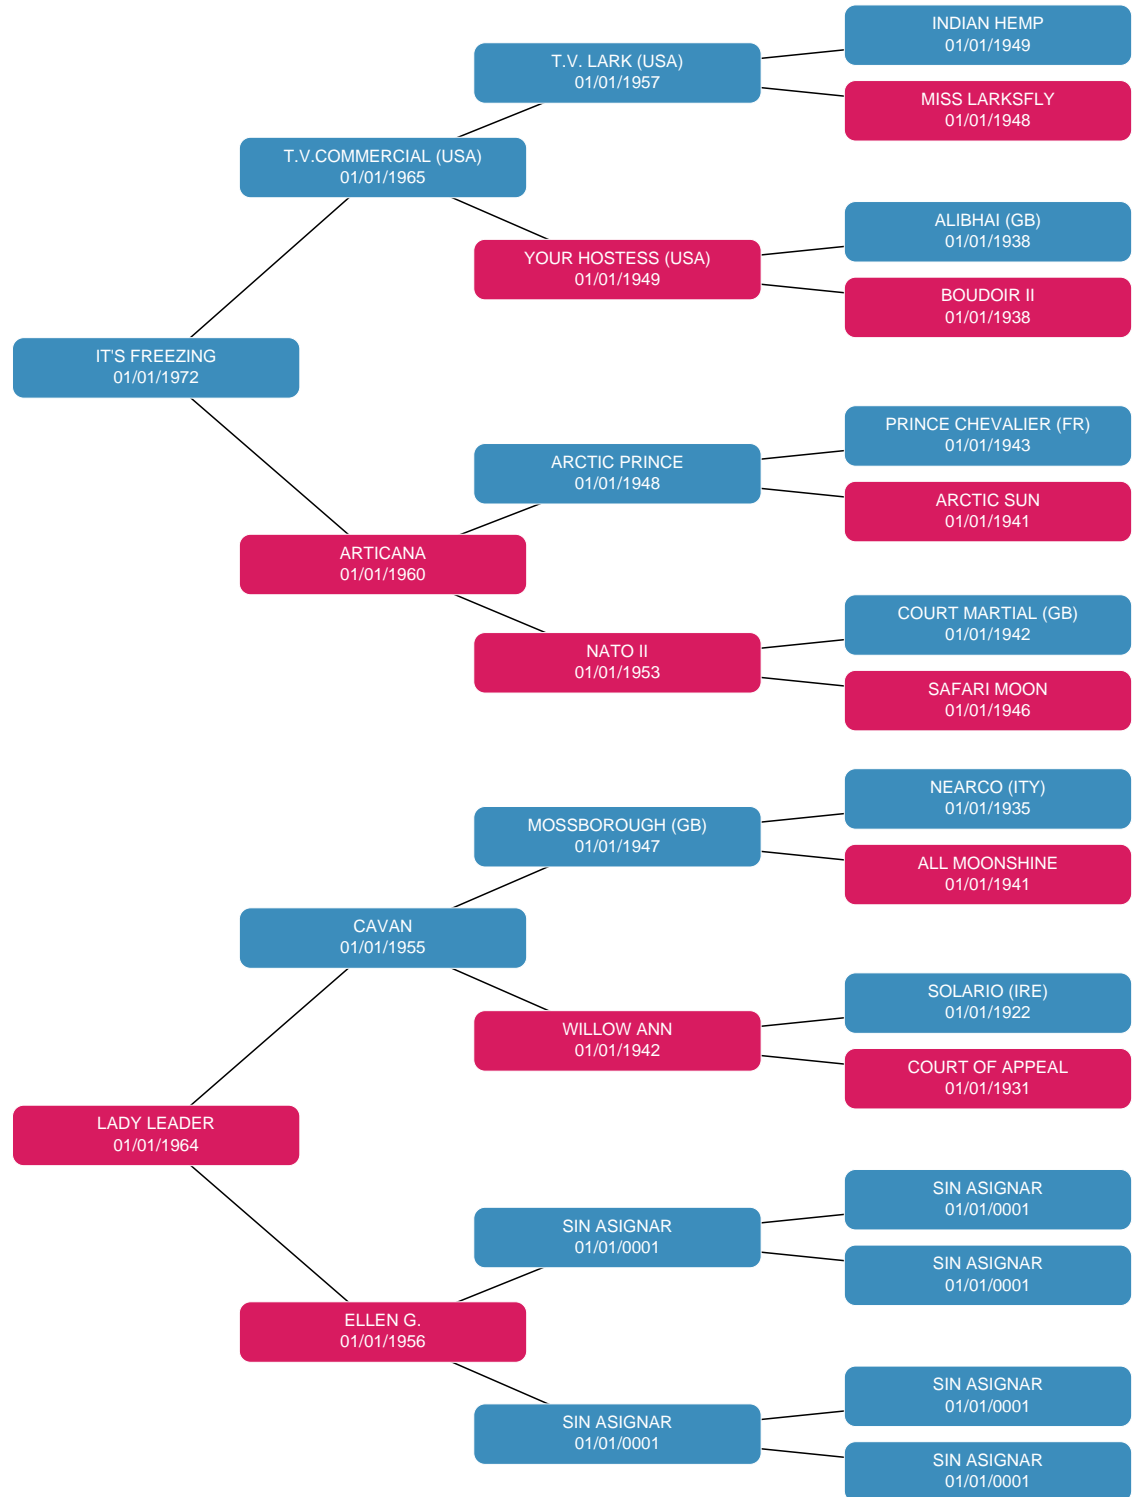 INDIAN HEMP
01/01/1949
T.V. LARK (USA)
01/01/1957
MISS LARKSFLY
01/01/1948
T.V.COMMERCIAL (USA)
01/01/1965
ALIBHAI (GB)
01/01/1938
YOUR HOSTESS (USA)
01/01/1949
BOUDOIR II
01/01/1938
IT'S FREEZING
01/01/1972
PRINCE CHEVALIER (FR)
01/01/1943
ARCTIC PRINCE
01/01/1948
ARCTIC SUN
01/01/1941
ARTICANA
01/01/1960
COURT MARTIAL (GB)
01/01/1942
NATO II
01/01/1953
SAFARI MOON
01/01/1946
NEARCO (ITY)
01/01/1935
MOSSBOROUGH (GB)
01/01/1947
ALL MOONSHINE
01/01/1941
CAVAN
01/01/1955
SOLARIO (IRE)
01/01/1922
WILLOW ANN
01/01/1942
COURT OF APPEAL
01/01/1931
LADY LEADER
01/01/1964
SIN ASIGNAR
01/01/0001
SIN ASIGNAR
01/01/0001
SIN ASIGNAR
01/01/0001
ELLEN G.
01/01/1956
SIN ASIGNAR
01/01/0001
SIN ASIGNAR
01/01/0001
SIN ASIGNAR
01/01/0001